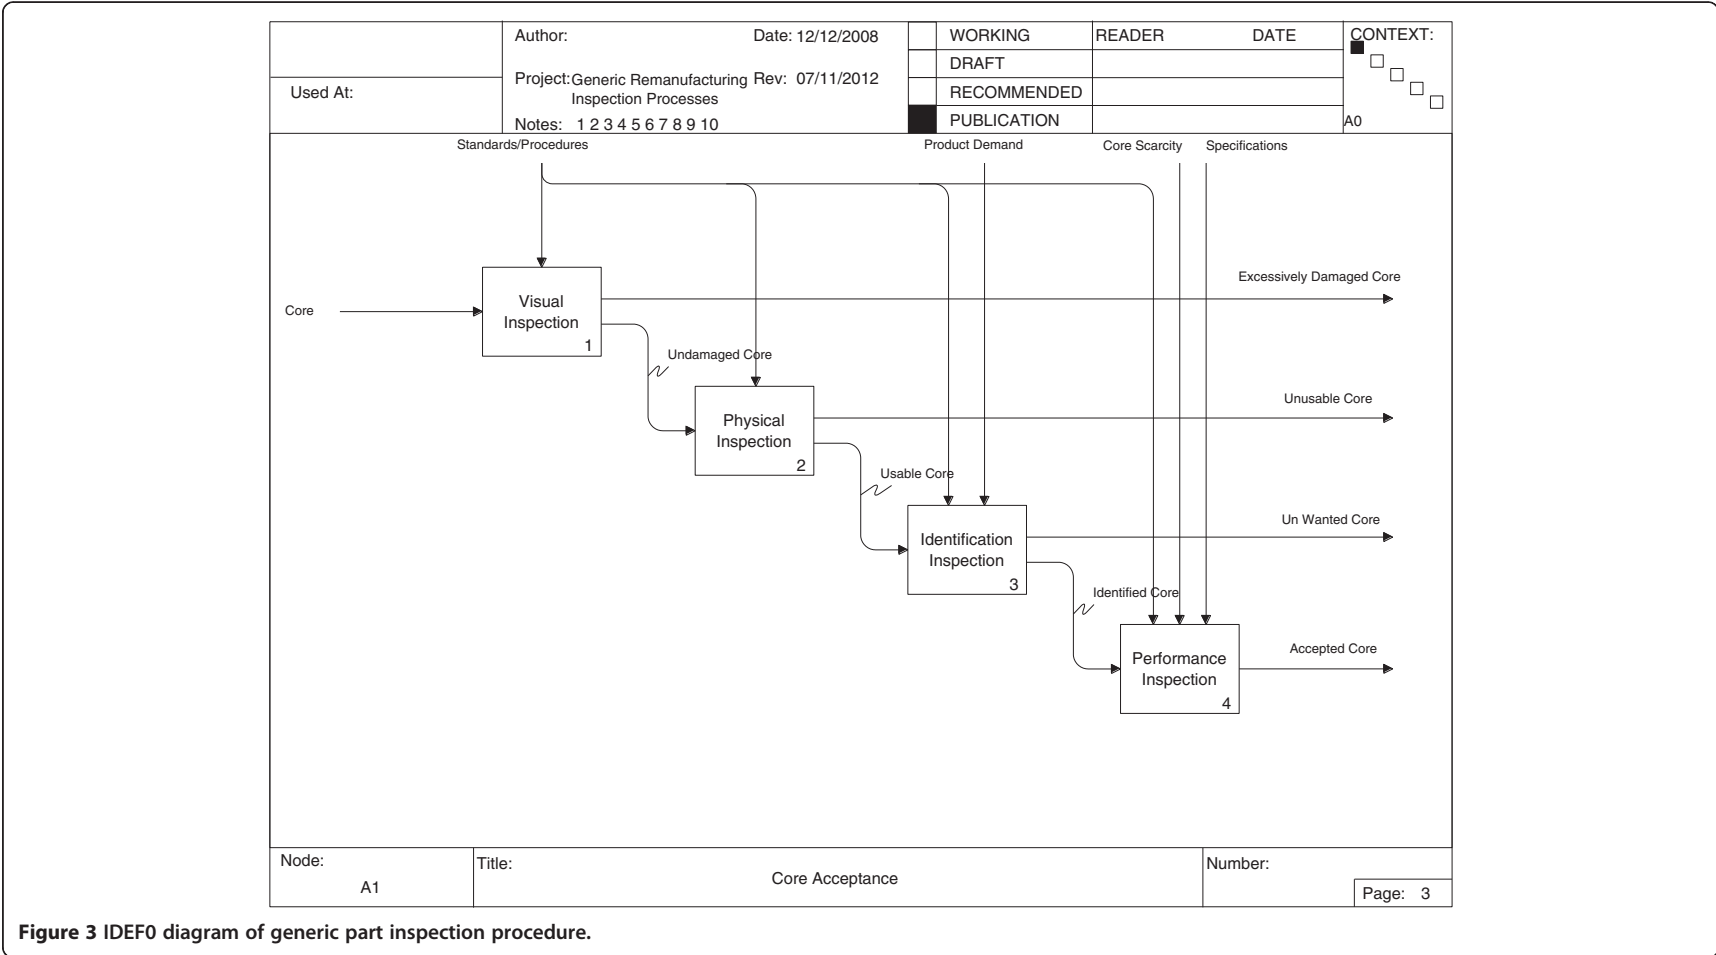 Used At:
Author:
Date: 12/12/2008
Project: Generic Remanufacturing
Inspection Processes
Rev: 07/11/2012
Notes: 1 2 3 4 5 6 7 8 9 10
WORKING
DRAFT
RECOMMENDED
PUBLICATION
READER
DATE
CONTEXT:
A0
Standards/Procedures
Product Demand
Core Scarcity
Specifications
Core
Visual
Inspection
1
Excessively Damaged Core
Undamaged Core
Physical
Inspection
2
Unusable Core
Usable Core
Identification
Inspection
3
Un Wanted Core
Identified Core
Performance
Inspection
4
Accepted Core
Node:
A1
Title:
Core Acceptance
Number:
Page: 3
Figure 3 IDEF0 diagram of generic part inspection procedure.